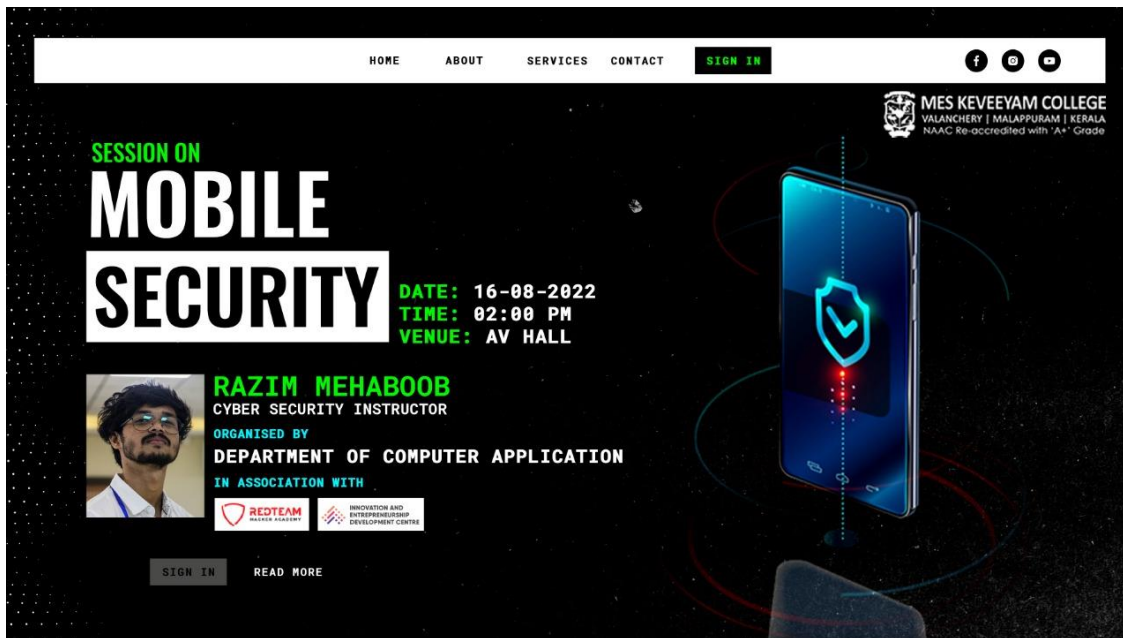 HOME ABOUT SERVICES CONTACT SIGN IN
MES KEVEEYAM COLLEGE
VALANCHERY | MALAPPURAM | KERALA
NAAC Re-accredited with 'A+' Grade
SESSION ON
MOBILE
SECURITY
DATE: 16-08-2022
TIME: 02:00 PM
VENUE: AV HALL
RAZIM MEHABOOB
CYBER SECURITY INSTRUCTOR
ORGANISED BY
DEPARTMENT OF COMPUTER APPLICATION
IN ASSOCIATION WITH
REDTEAM
HACKER ACADEMY
INNOVATION AND
ENTREPRENEURSHIP
DEVELOPMENT CENTRE
SIGN IN READ MORE